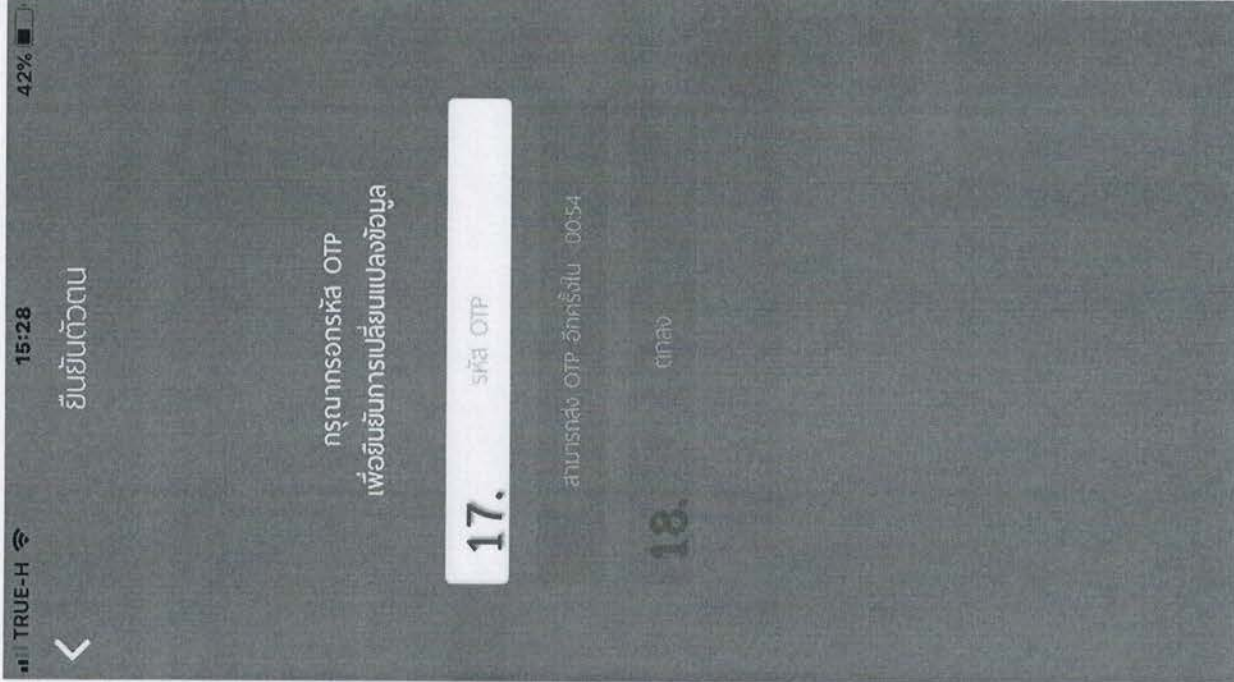 TRUE-H 15:28 42%
ยืนยันตัวตน
กรุณากรอกรหัส OTP
เพื่อยืนยันการเปลี่ยนแปลงข้อมูล
17. รหัส OTP
สามารถส่ง OTP อีกครั้งใน 00:54
18. ตกลง